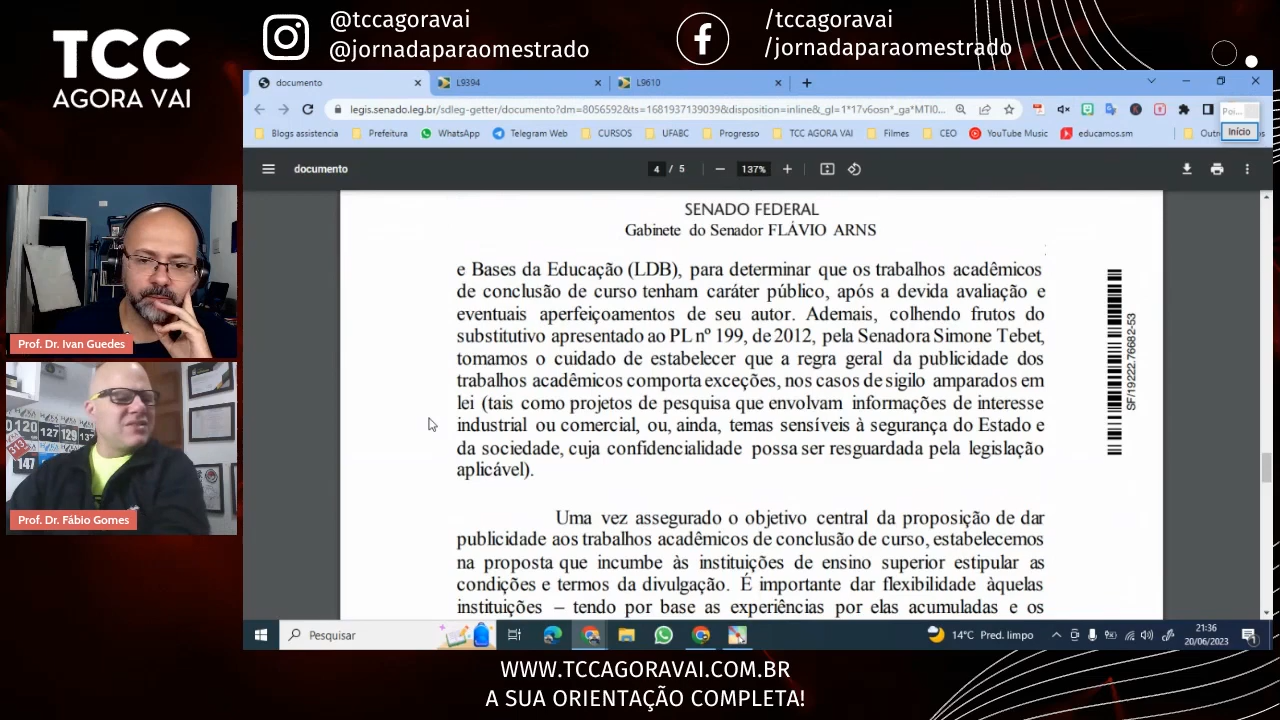 TCC
AGORA VAI
@tccagoravai
@jornadaparaomestrado
/tccagoravai
/jornadaparaomestrado
documento
L9394
L9610
legis.senado.leg.br/sdleg-getter/documento?dm=8056592&ts=1681937139039&disposition=inline&_gl=1*17v6osn*_ga*MTI0...
Poi...
Início
Blogs assistencia
Prefeitura
WhatsApp
Telegram Web
CURSOS
UFABC
Progresso
TCC AGORA VAI
Filmes
CEO
YouTube Music
educamos.sm
documento
4 / 5
137%
SENADO FEDERAL
Gabinete do Senador FLÁVIO ARNS
e Bases da Educação (LDB), para determinar que os trabalhos acadêmicos
de conclusão de curso tenham caráter público, após a devida avaliação e
eventuais aperfeiçoamentos de seu autor. Ademais, colhendo frutos do
substitutivo apresentado ao PL nº 199, de 2012, pela Senadora Simone Tebet,
tomamos o cuidado de estabelecer que a regra geral da publicidade dos
trabalhos acadêmicos comporta exceções, nos casos de sigilo amparados em
lei (tais como projetos de pesquisa que envolvam informações de interesse
industrial ou comercial, ou, ainda, temas sensíveis à segurança do Estado e
da sociedade, cuja confidencialidade possa ser resguardada pela legislação
aplicável).
Uma vez assegurado o objetivo central da proposição de dar
publicidade aos trabalhos acadêmicos de conclusão de curso, estabelecemos
na proposta que incumbe às instituições de ensino superior estipular as
condições e termos da divulgação. É importante dar flexibilidade àquelas
instituições – tendo por base as experiências por elas acumuladas e os
SF/19222.76682-53
Prof. Dr. Ivan Guedes
0120
127
129
313
147
Prof. Dr. Fábio Gomes
Pesquisar
14°C Pred. limpo
21:36
20/06/2023
WWW.TCCAGORAVAI.COM.BR
A SUA ORIENTAÇÃO COMPLETA!